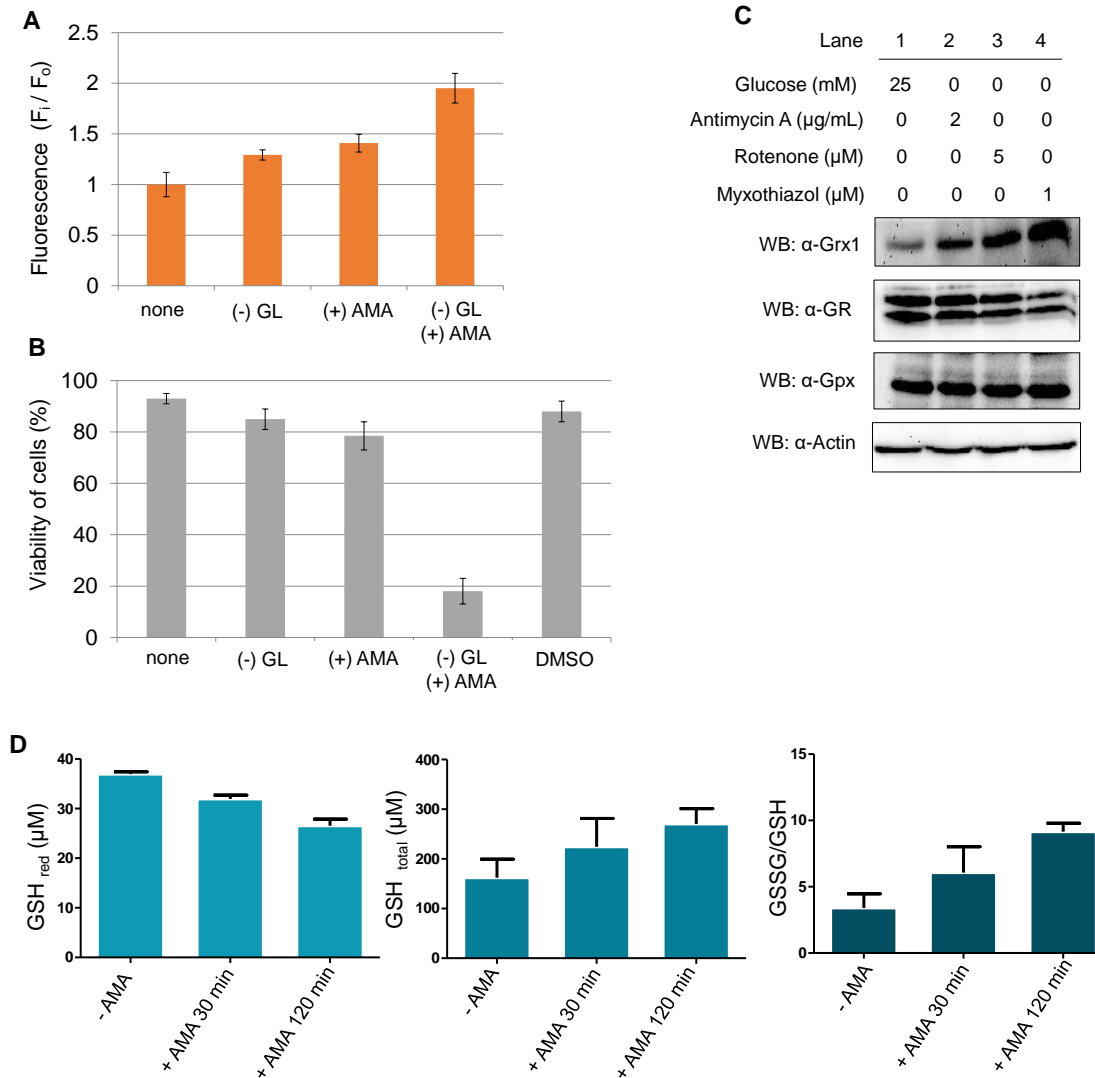 A
Fluorescence (Fi / Fo)
2.5
2
1.5
1
0.5
0
none
(-) GL
(+) AMA
(-) GL
(+) AMA
B
Viability of cells (%)
100
80
60
40
20
0
none
(-) GL
(+) AMA
(-) GL
(+) AMA
DMSO
C
Lane 1 2 3 4
Glucose (mM) 25 0 0 0
Antimycin A (μg/mL) 0 2 0 0
Rotenone (μM) 0 0 5 0
Myxothiazol (μM) 0 0 0 1
WB: α-Grx1
WB: α-GR
WB: α-Gpx
WB: α-Actin
D
GSH red (μM)
40
30
20
10
0
- AMA
+ AMA 30 min
+ AMA 120 min
GSH total (μM)
400
300
200
100
0
- AMA
+ AMA 30 min
+ AMA 120 min
GSSG/GSH
15
10
5
0
- AMA
+ AMA 30 min
+ AMA 120 min